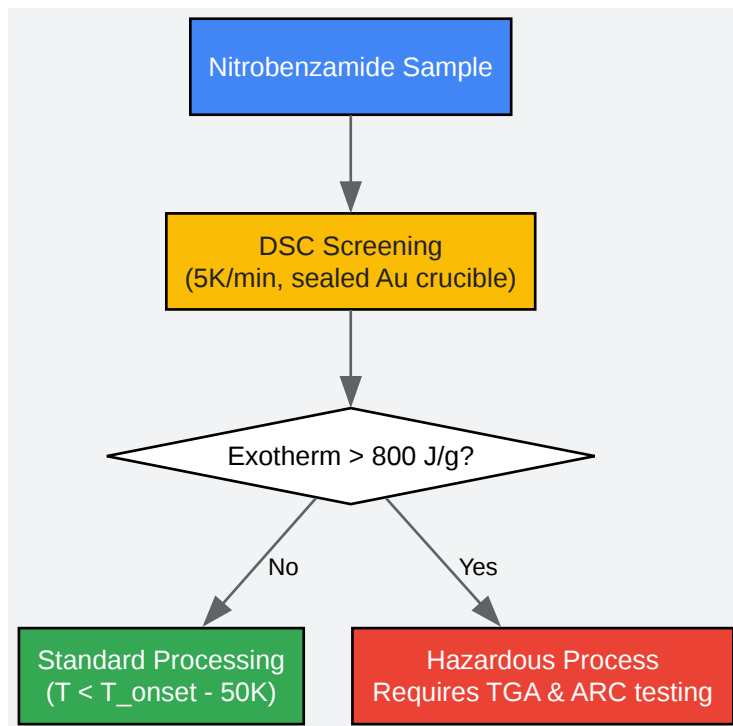 Nitrobenzamide Sample
DSC Screening
(5K/min, sealed Au crucible)
Exotherm > 800 J/g?
No
Yes
Standard Processing
(T < T_onset - 50K)
Hazardous Process
Requires TGA & ARC testing